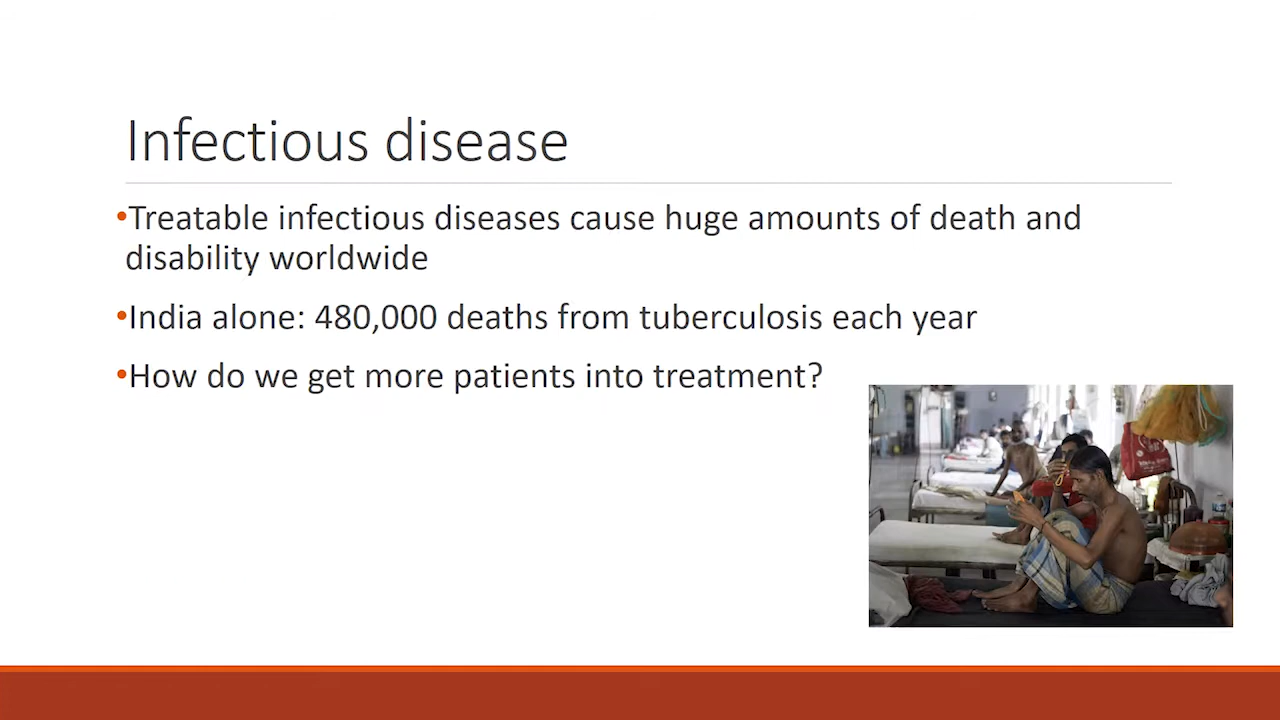 Infectious disease
•Treatable infectious diseases cause huge amounts of death and
disability worldwide
•India alone: 480,000 deaths from tuberculosis each year
•How do we get more patients into treatment?